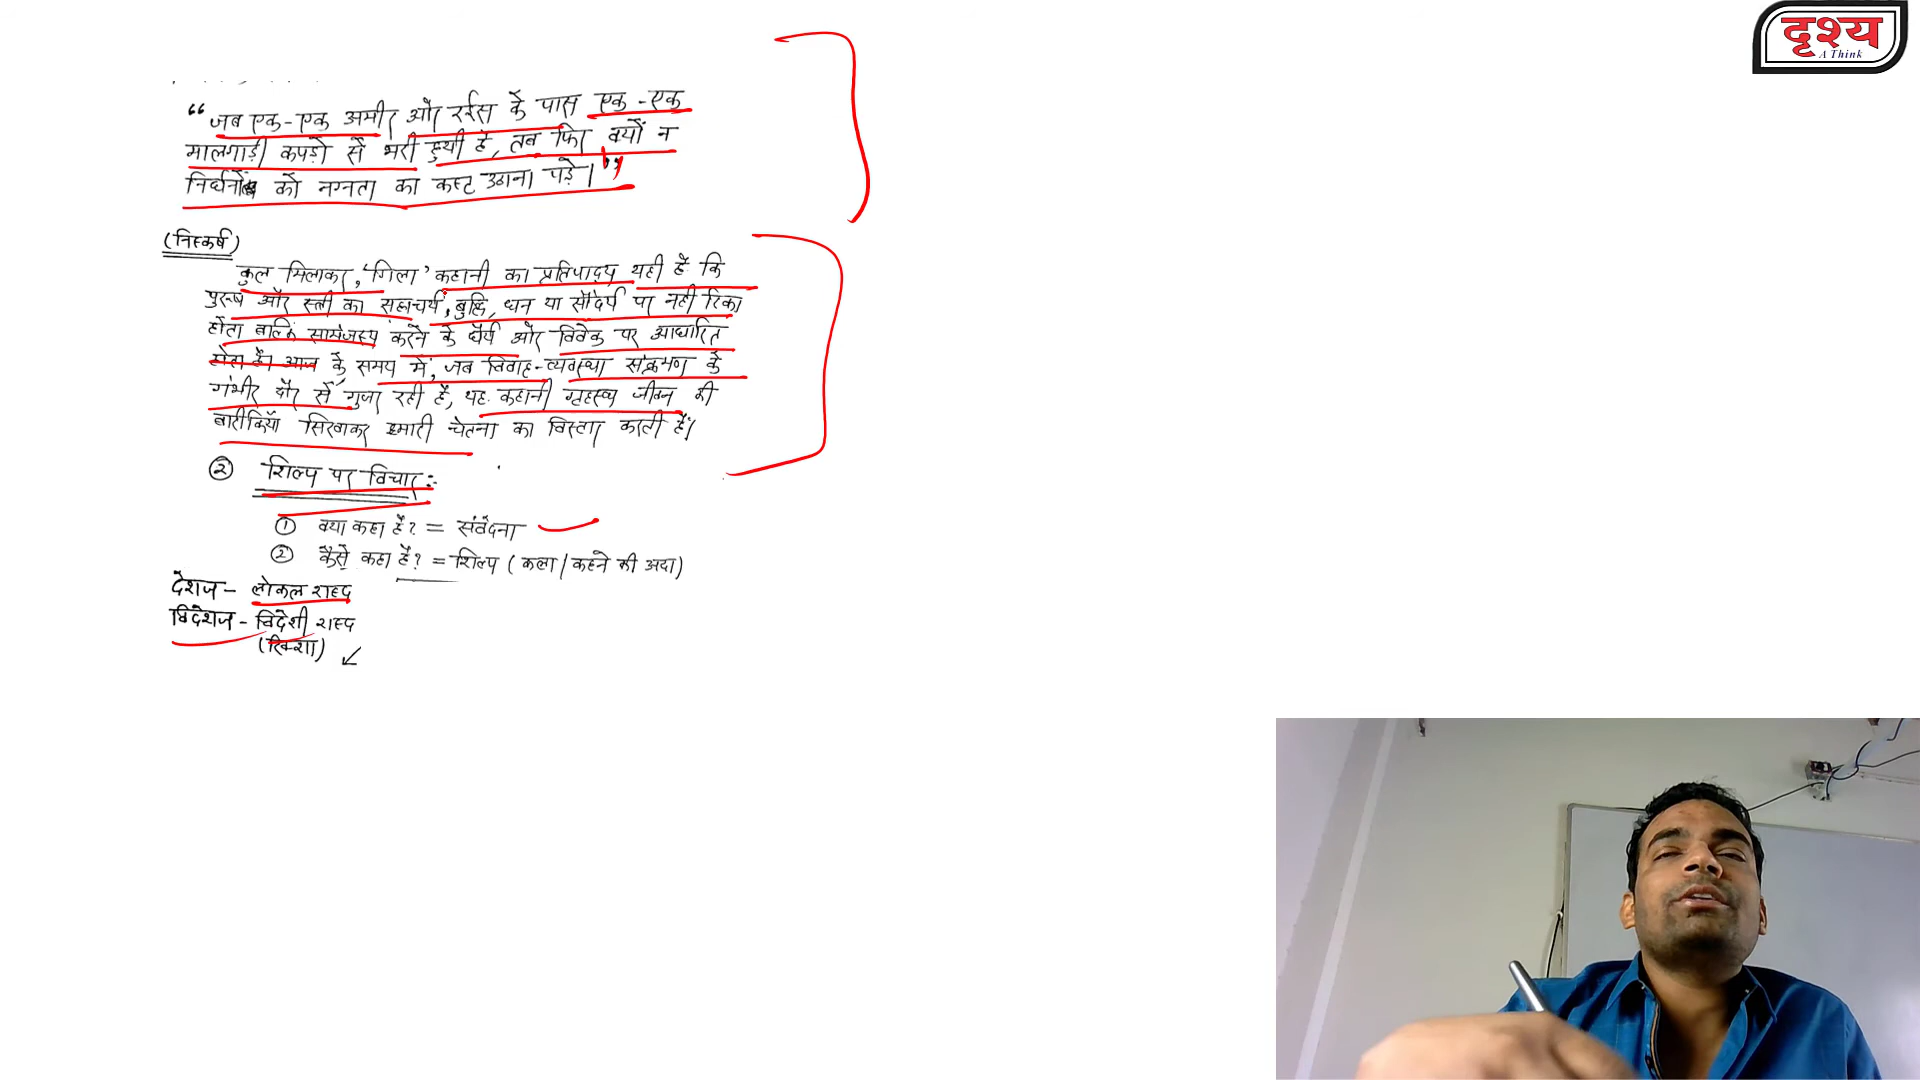 दृश्य
A Think
“जब एक-एक अमीर और रईस के पास एक-एक
मालगाड़ी कपड़ो से भरी हुयी है, तब फिर क्यों न
निर्धनों को नग्नता का कस्ट उठाना पड़े।”
(निस्कर्ष)
कुल मिलाकर, ‘गिला’ कहानी का प्रतिपाद्य यही है कि
पुरुष और स्त्री का सहचर्य, बुद्धि, धन या सौंदर्य पर नही टिका
होता बल्कि सामंजस्य करने के धैर्य और विवेक पर आधारित
होता है। आज के समय में, जब विवाह-व्यवस्था संक्रमण के
गंभीर दौर से गुजर रही है, यह कहानी गृहस्थ जीवन की
बारीकियाँ सिखाकर हमारी चेतना का विस्तार करती है।
② शिल्प पर विचार:-
① क्या कहा है? = संवेदना
② कैसे कहा है? = शिल्प (कला/कहने की अदा)
देशज - लोकल शब्द
विदेशज - विदेशी शब्द
(रिक्शा)